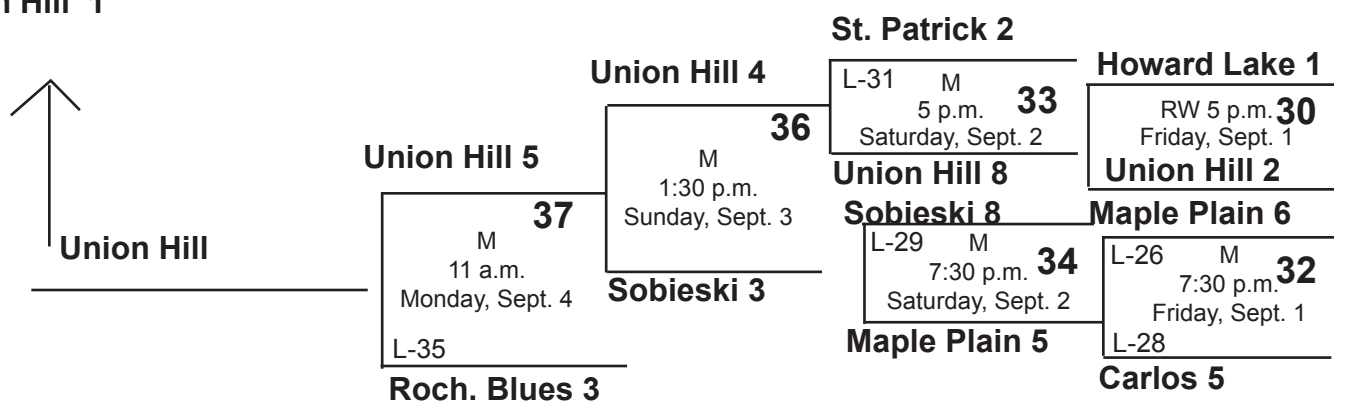 n Hill 1
St. Patrick 2
Union Hill 4
Howard Lake 1
L-31 M
5 p.m. 33
Saturday, Sept. 2
RW 5 p.m. 30
Friday, Sept. 1
36
Union Hill 5
M
1:30 p.m.
Sunday, Sept. 3
Union Hill 8
Union Hill 2
Sobieski 8
Maple Plain 6
37
M
11 a.m.
Monday, Sept. 4
Union Hill
L-29 M
7:30 p.m. 34
Saturday, Sept. 2
L-26 M
7:30 p.m. 32
Friday, Sept. 1
Sobieski 3
Maple Plain 5
L-28
L-35
Carlos 5
Roch. Blues 3